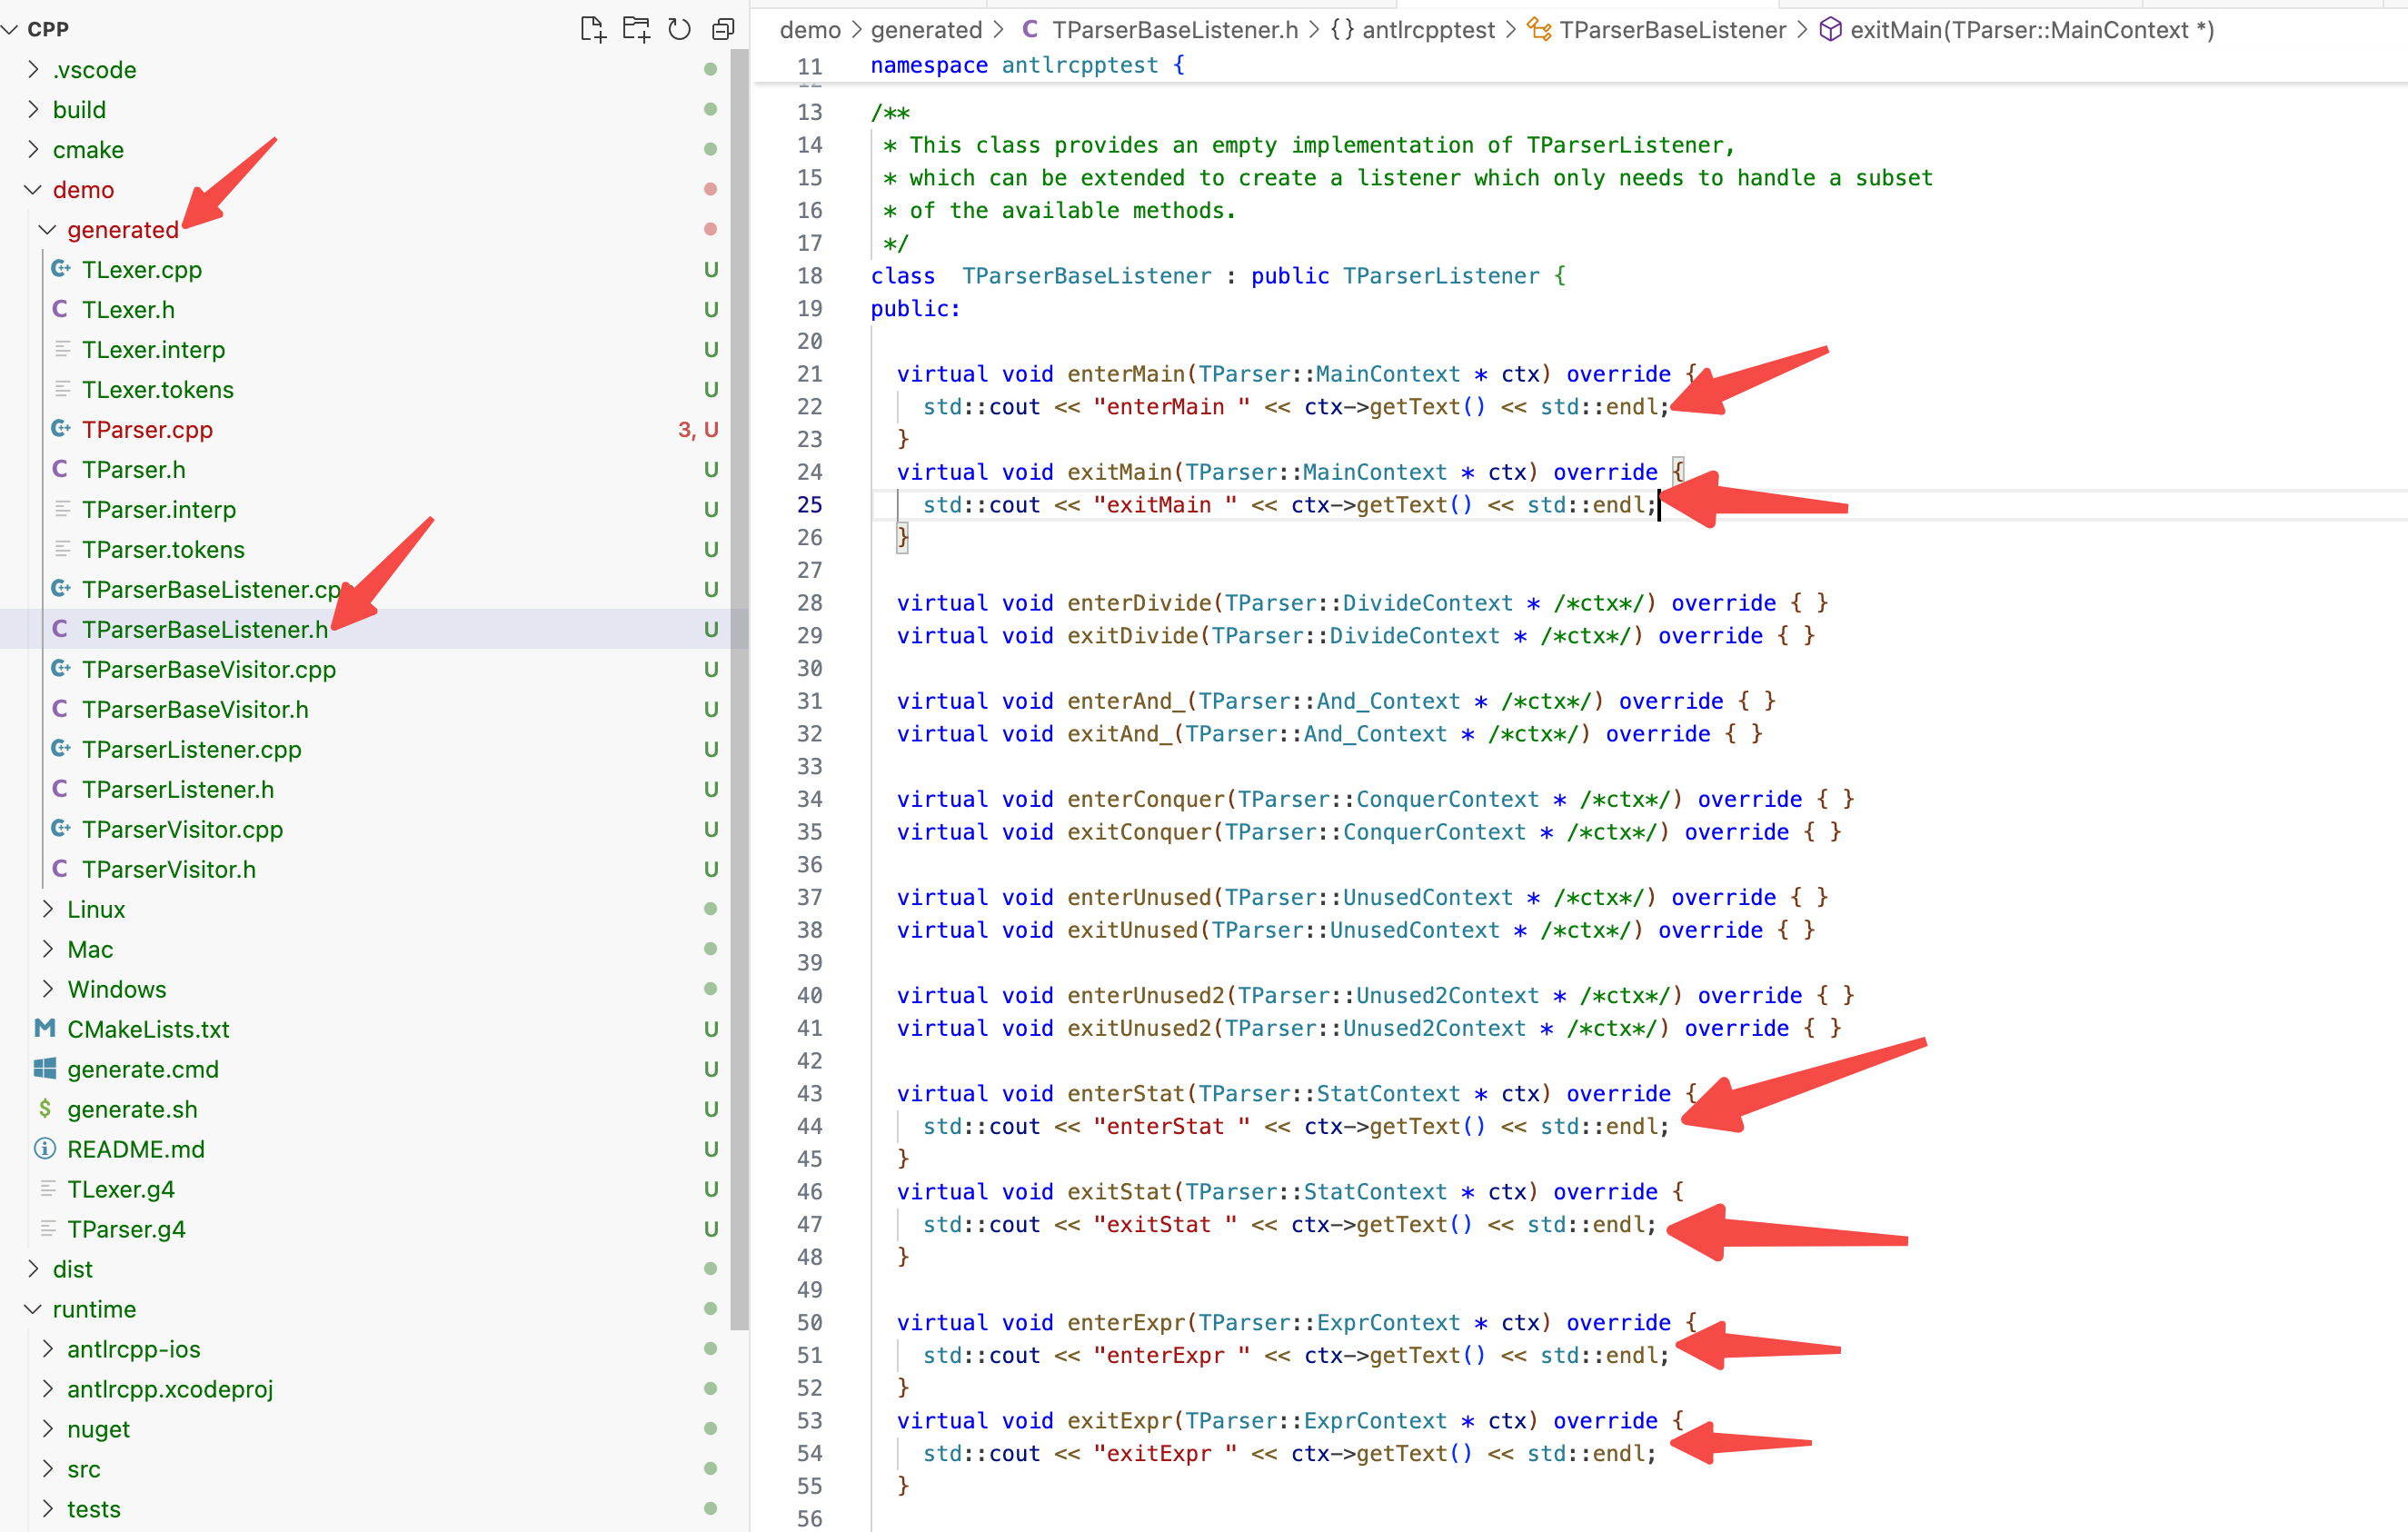 CPP
.vscode
build
cmake
demo
generated
TLexer.cpp U
TLexer.h U
TLexer.interp U
TLexer.tokens U
TParser.cpp 3, U
TParser.h U
TParser.interp U
TParser.tokens U
TParserBaseListener.cp U
TParserBaseListener.h U
TParserBaseVisitor.cpp U
TParserBaseVisitor.h U
TParserListener.cpp U
TParserListener.h U
TParserVisitor.cpp U
TParserVisitor.h U
Linux
Mac
Windows
CMakeLists.txt U
generate.cmd U
generate.sh U
README.md U
TLexer.g4 U
TParser.g4 U
dist
runtime
antlrcpp-ios
antlrcpp.xcodeproj
nuget
src
tests
demo > generated > C TParserBaseListener.h > {} antlrcpptest > TParserBaseListener > exitMain(TParser::MainContext *)
11 namespace antlrcpptest {
13 /**
14 * This class provides an empty implementation of TParserListener,
15 * which can be extended to create a listener which only needs to handle a subset
16 * of the available methods.
17 */
18 class  TParserBaseListener : public TParserListener {
19 public:
20
21 virtual void enterMain(TParser::MainContext * ctx) override {
22 std::cout << "enterMain " << ctx->getText() << std::endl;
23 }
24 virtual void exitMain(TParser::MainContext * ctx) override {
25 std::cout << "exitMain " << ctx->getText() << std::endl;
26 }
27
28 virtual void enterDivide(TParser::DivideContext * /*ctx*/) override { }
29 virtual void exitDivide(TParser::DivideContext * /*ctx*/) override { }
30
31 virtual void enterAnd_(TParser::And_Context * /*ctx*/) override { }
32 virtual void exitAnd_(TParser::And_Context * /*ctx*/) override { }
33
34 virtual void enterConquer(TParser::ConquerContext * /*ctx*/) override { }
35 virtual void exitConquer(TParser::ConquerContext * /*ctx*/) override { }
36
37 virtual void enterUnused(TParser::UnusedContext * /*ctx*/) override { }
38 virtual void exitUnused(TParser::UnusedContext * /*ctx*/) override { }
39
40 virtual void enterUnused2(TParser::Unused2Context * /*ctx*/) override { }
41 virtual void exitUnused2(TParser::Unused2Context * /*ctx*/) override { }
42
43 virtual void enterStat(TParser::StatContext * ctx) override {
44 std::cout << "enterStat " << ctx->getText() << std::endl;
45 }
46 virtual void exitStat(TParser::StatContext * ctx) override {
47 std::cout << "exitStat " << ctx->getText() << std::endl;
48 }
49
50 virtual void enterExpr(TParser::ExprContext * ctx) override {
51 std::cout << "enterExpr " << ctx->getText() << std::endl;
52 }
53 virtual void exitExpr(TParser::ExprContext * ctx) override {
54 std::cout << "exitExpr " << ctx->getText() << std::endl;
55 }
56